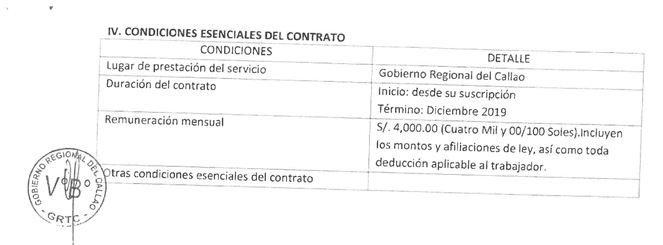 IV. CONDICIONES ESENCIALES DEL CONTRATO
CONDICIONES
DETALLE
Lugar de prestación del servicio
Gobierno Regional del Callao
Duración del contrato
Inicio: desde su suscripción
Término: Diciembre 2019
Remuneración mensual
S/. 4,000.00 (Cuatro Mil y 00/100 Soles).Incluyen
los montos y afiliaciones de ley, así como toda
deducción aplicable al trabajador.
Otras condiciones esenciales del contrato
GOBIERNO REGIONAL DEL CALLAO
V°B°
- GRTC -